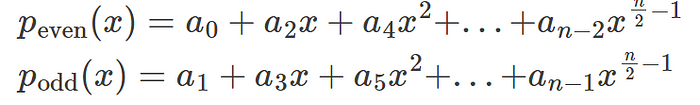 p_even(x) = a_0 + a_2x + a_4x^2+...+a_{n−2}x^{n/2−1}
p_odd(x) = a_1 + a_3x + a_5x^2+...+a_{n−1}x^{n/2−1}